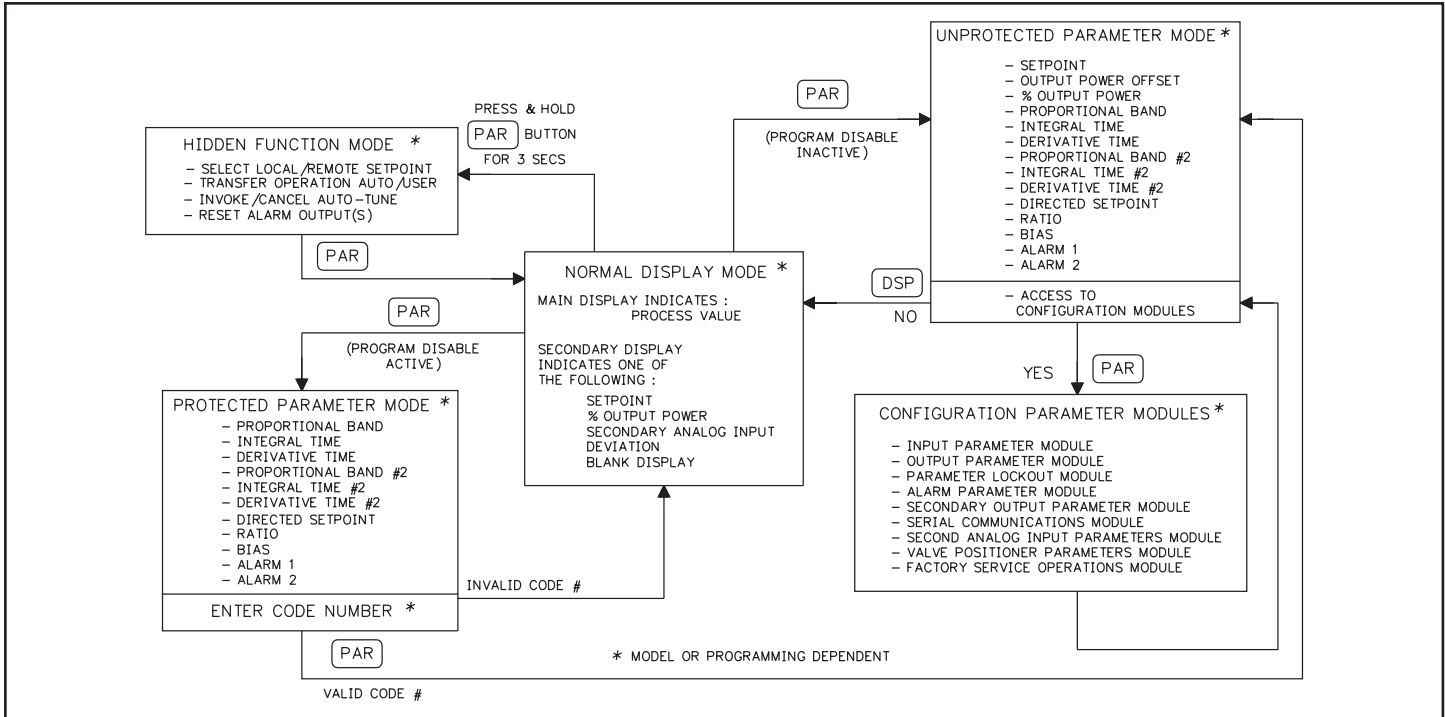 UNPROTECTED PARAMETER MODE *
- SETPOINT
- OUTPUT POWER OFFSET
- % OUTPUT POWER
- PROPORTIONAL BAND
- INTEGRAL TIME
- DERIVATIVE TIME
- PROPORTIONAL BAND #2
- INTEGRAL TIME #2
- DERIVATIVE TIME #2
- DIRECTED SETPOINT
- RATIO
- BIAS
- ALARM 1
- ALARM 2
- ACCESS TO
CONFIGURATION MODULES
PAR
(PROGRAM DISABLE
INACTIVE)
PRESS & HOLD
PAR BUTTON
FOR 3 SECS
HIDDEN FUNCTION MODE *
- SELECT LOCAL/REMOTE SETPOINT
- TRANSFER OPERATION AUTO/USER
- INVOKE/CANCEL AUTO-TUNE
- RESET ALARM OUTPUT(S)
PAR
NORMAL DISPLAY MODE *
MAIN DISPLAY INDICATES :
PROCESS VALUE
SECONDARY DISPLAY
INDICATES ONE OF
THE FOLLOWING :
SETPOINT
% OUTPUT POWER
SECONDARY ANALOG INPUT
DEVIATION
BLANK DISPLAY
DSP
NO
PAR
(PROGRAM DISABLE
ACTIVE)
YES
PAR
PROTECTED PARAMETER MODE *
- PROPORTIONAL BAND
- INTEGRAL TIME
- DERIVATIVE TIME
- PROPORTIONAL BAND #2
- INTEGRAL TIME #2
- DERIVATIVE TIME #2
- DIRECTED SETPOINT
- RATIO
- BIAS
- ALARM 1
- ALARM 2
ENTER CODE NUMBER *
INVALID CODE #
CONFIGURATION PARAMETER MODULES *
- INPUT PARAMETER MODULE
- OUTPUT PARAMETER MODULE
- PARAMETER LOCKOUT MODULE
- ALARM PARAMETER MODULE
- SECONDARY OUTPUT PARAMETER MODULE
- SERIAL COMMUNICATIONS MODULE
- SECOND ANALOG INPUT PARAMETERS MODULE
- VALVE POSITIONER PARAMETERS MODULE
- FACTORY SERVICE OPERATIONS MODULE
PAR
VALID CODE #
* MODEL OR PROGRAMMING DEPENDENT